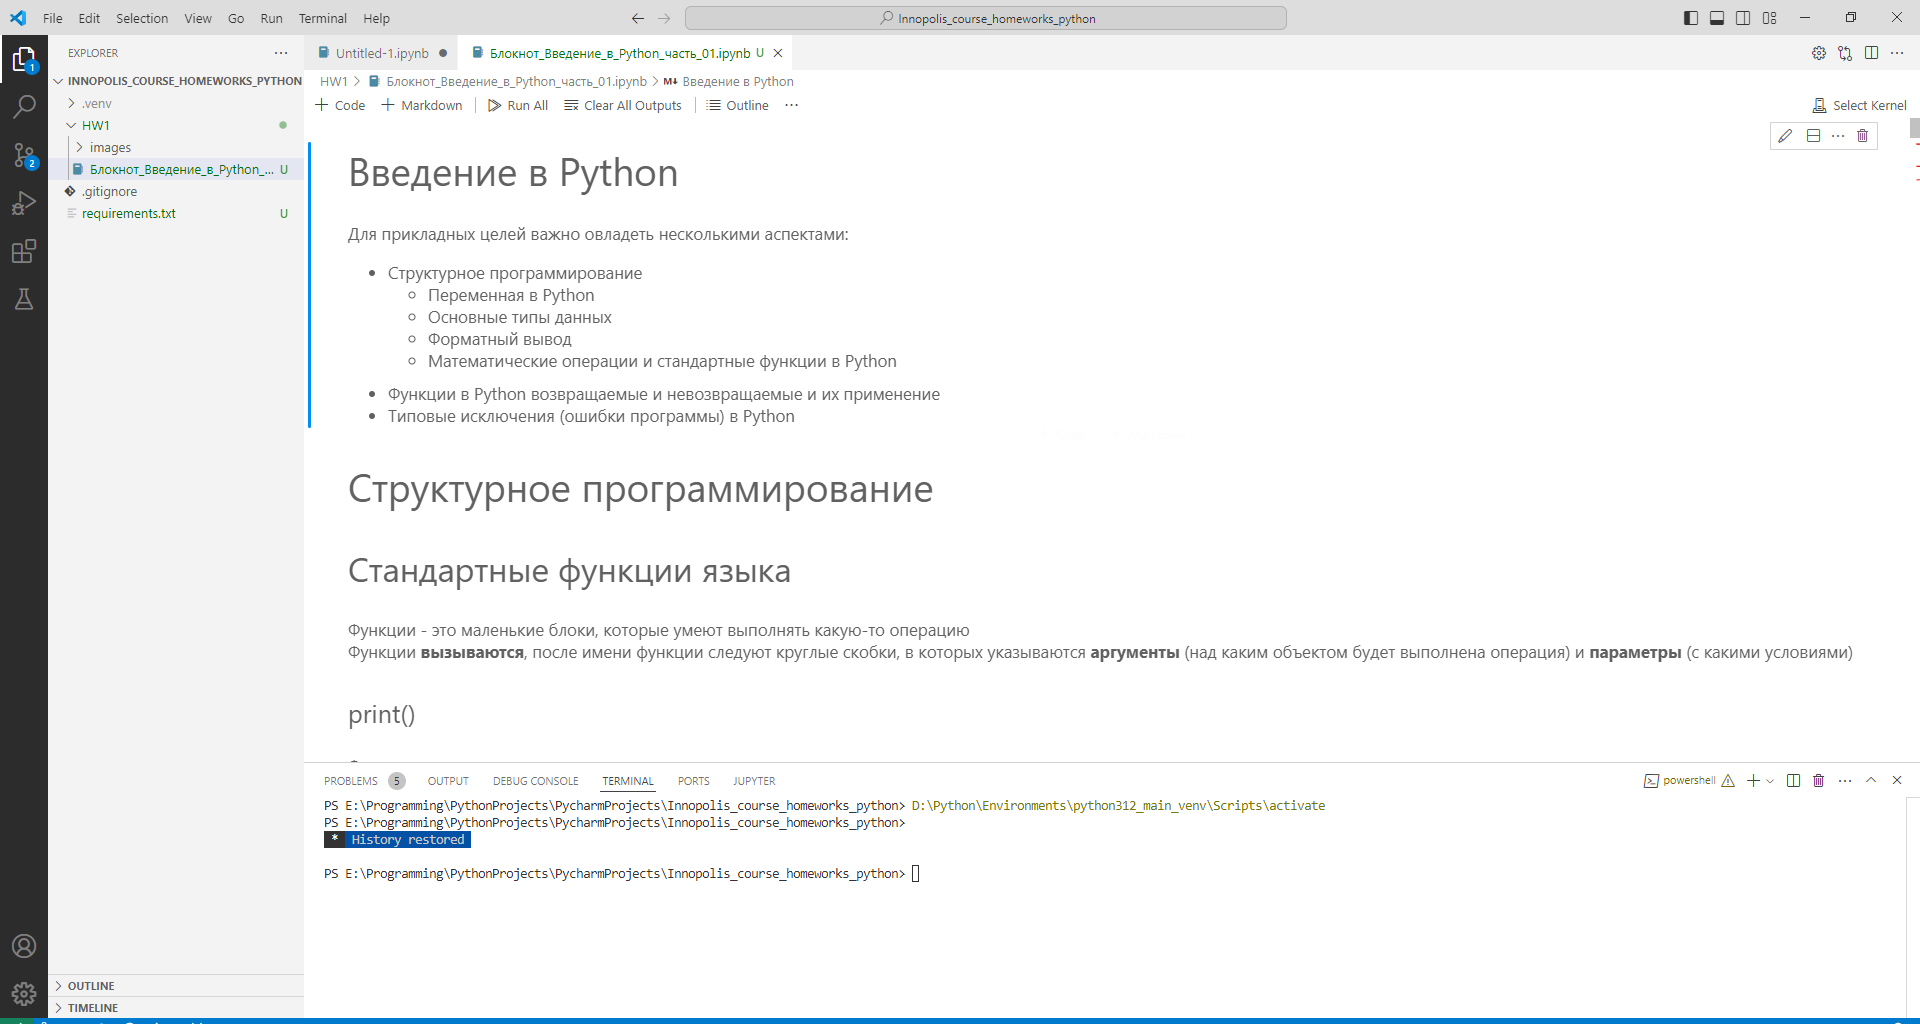 File Edit Selection View Go Run Terminal Help
Innopolis_course_homeworks_python
EXPLORER
INNOPOLIS_COURSE_HOMEWORKS_PYTHON
.venv
HW1
images
Блокнот_Введение_в_Python_... U
.gitignore
requirements.txt U
OUTLINE
TIMELINE
1
2
Untitled-1.ipynb
Блокнот_Введение_в_Python_часть_01.ipynb U
HW1 > Блокнот_Введение_в_Python_часть_01.ipynb > M↓ Введение в Python
+ Code + Markdown Run All Clear All Outputs Outline ...
Select Kernel
Введение в Python
Для прикладных целей важно овладеть несколькими аспектами:
• Структурное программирование
◦ Переменная в Python
◦ Основные типы данных
◦ Форматный вывод
◦ Математические операции и стандартные функции в Python
• Функции в Python возвращаемые и невозвращаемые и их применение
• Типовые исключения (ошибки программы) в Python
Структурное программирование
Стандартные функции языка
Функции - это маленькие блоки, которые умеют выполнять какую-то операцию
Функции вызываются, после имени функции следуют круглые скобки, в которых указываются аргументы (над каким объектом будет выполнена операция) и параметры (с какими условиями)
print()
PROBLEMS 5 OUTPUT DEBUG CONSOLE TERMINAL PORTS JUPYTER
powershell
PS E:\Programming\PythonProjects\PycharmProjects\Innopolis_course_homeworks_python> D:\Python\Environments\python312_main_venv\Scripts\activate
PS E:\Programming\PythonProjects\PycharmProjects\Innopolis_course_homeworks_python>
* History restored
PS E:\Programming\PythonProjects\PycharmProjects\Innopolis_course_homeworks_python>